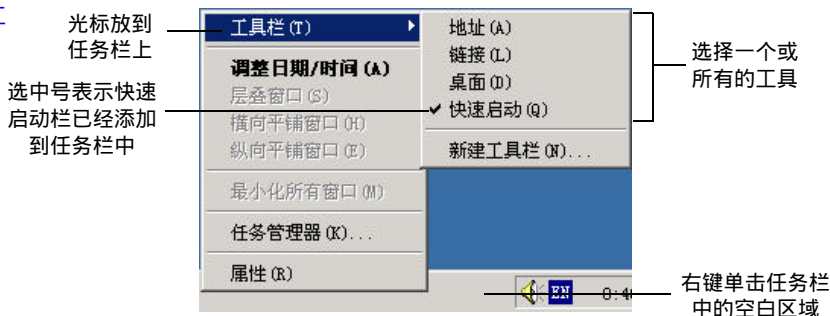 光标放到
任务栏上
选中号表示快速
启动栏已经添加
到任务栏中
工具栏(T)
调整日期/时间(A)
层叠窗口(S)
横向平铺窗口(H)
纵向平铺窗口(E)
最小化所有窗口(M)
任务管理器(K)...
属性(R)
地址(A)
链接(L)
桌面(D)
快速启动(Q)
新建工具栏(N)...
选择一个或
所有的工具
EN
右键单击任务栏
中的空白区域